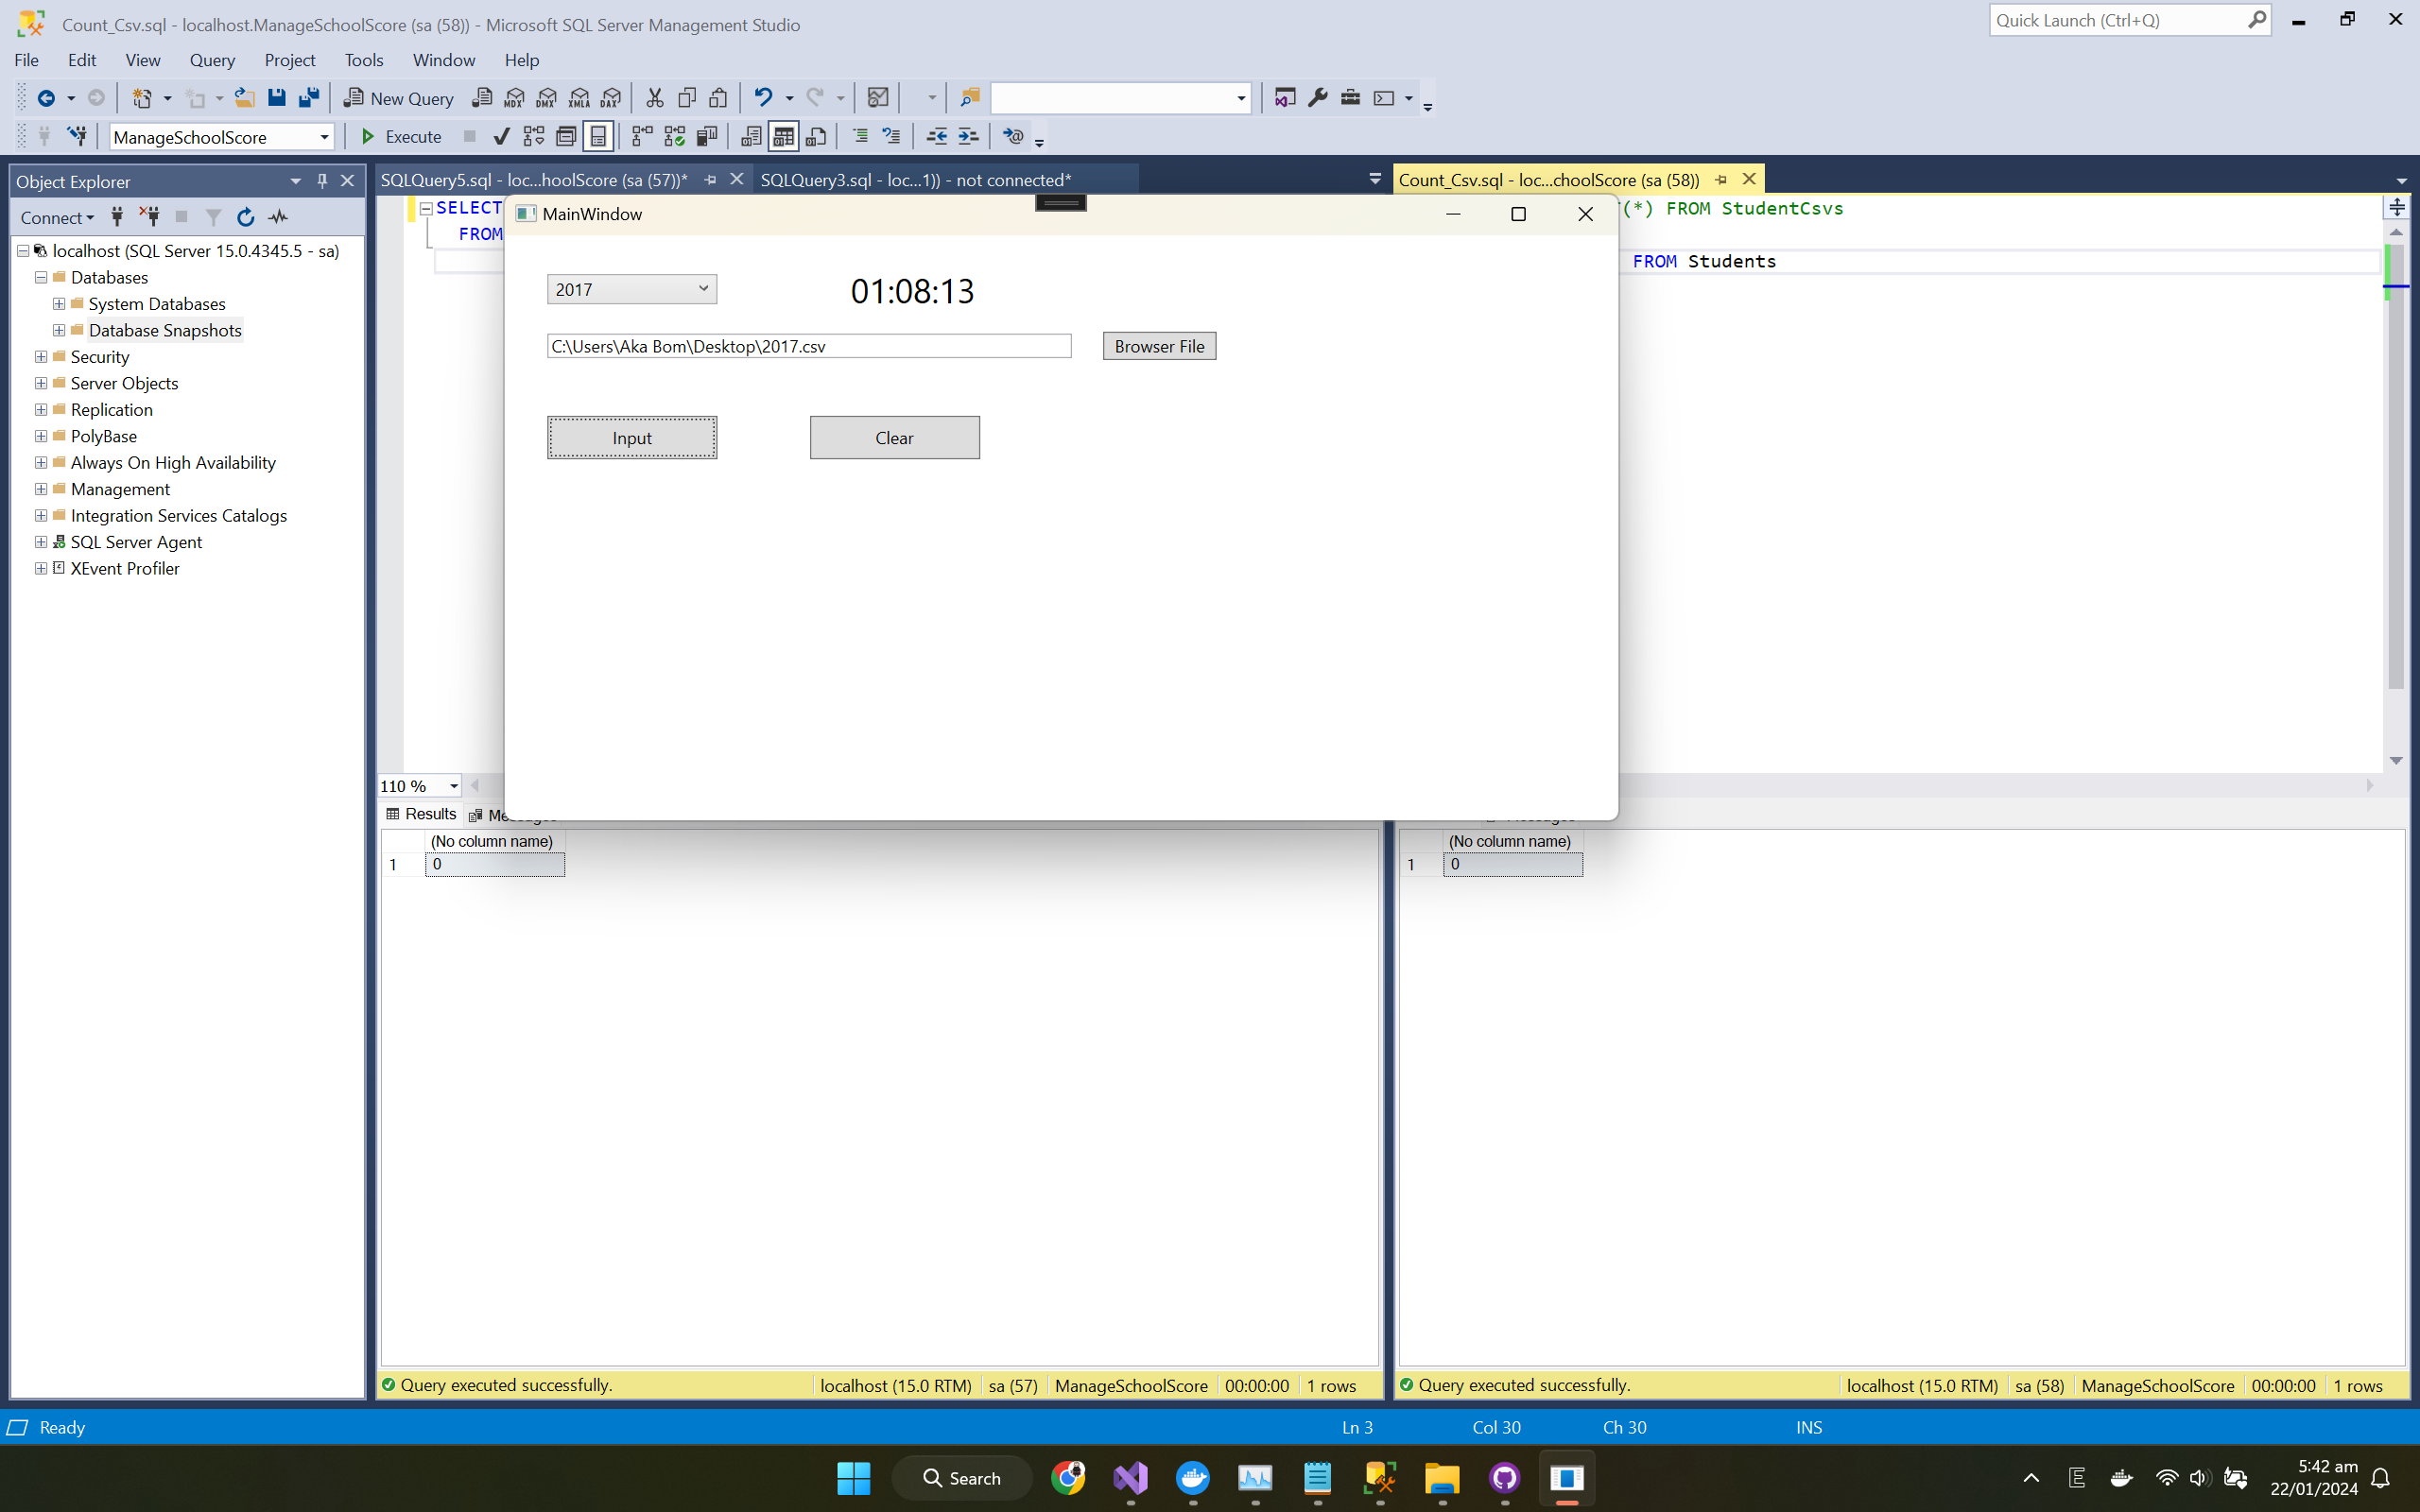 Count_Csv.sql - localhost.ManageSchoolScore (sa (58)) - Microsoft SQL Server Management Studio
Quick Launch (Ctrl+Q)
File Edit View Query Project Tools Window Help
New Query MDX DMX XMLA DAX
ManageSchoolScore Execute
Object Explorer
Connect
localhost (SQL Server 15.0.4345.5 - sa)
Databases
System Databases
Database Snapshots
Security
Server Objects
Replication
PolyBase
Always On High Availability
Management
Integration Services Catalogs
SQL Server Agent
XEvent Profiler
SQLQuery5.sql - loc...hoolScore (sa (57))*
SQLQuery3.sql - loc...1)) - not connected*
SELECT
FROM
MainWindow
2017
01:08:13
C:\Users\Aka Bom\Desktop\2017.csv
Browser File
Input
Clear
110 %
Results Messages
(No column name)
1 0
Query executed successfully. localhost (15.0 RTM) sa (57) ManageSchoolScore 00:00:00 1 rows
Count_Csv.sql - loc...choolScore (sa (58))
(*) FROM StudentCsvs
FROM Students
Messages
(No column name)
1 0
Query executed successfully. localhost (15.0 RTM) sa (58) ManageSchoolScore 00:00:00 1 rows
Ready Ln 3 Col 30 Ch 30 INS
Search
E
5:42 am
22/01/2024